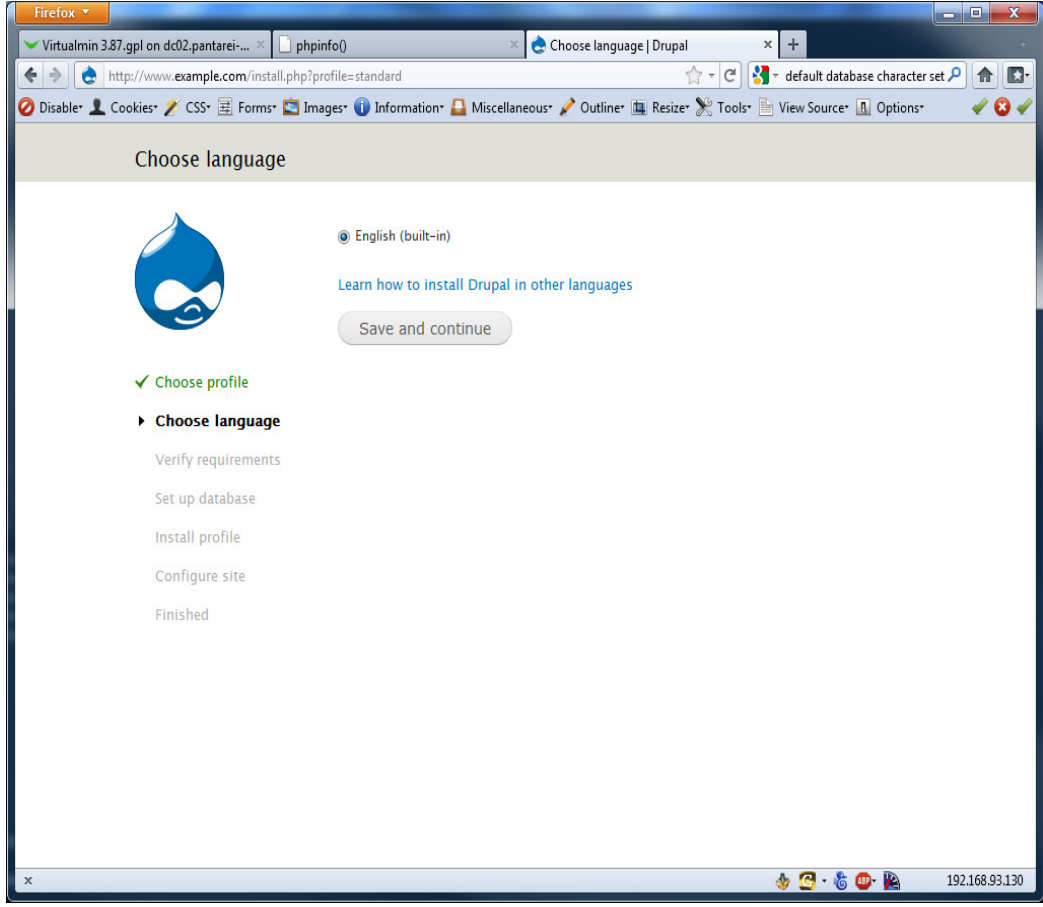 Firefox
Virtualmin 3.87.gpl on dc02.pantarei-...
phpinfo()
Choose language | Drupal
http://www.example.com/install.php?profile=standard
default database character set
Disable Cookies CSS Forms Images Information Miscellaneous Outline Resize Tools View Source Options
Choose language
English (built-in)
Learn how to install Drupal in other languages
Save and continue
Choose profile
Choose language
Verify requirements
Set up database
Install profile
Configure site
Finished
x
ABP
192.168.93.130